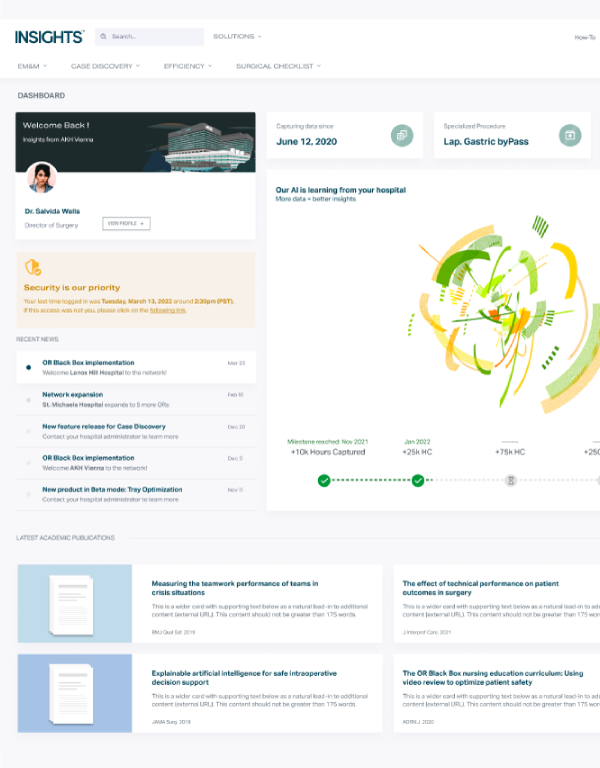 INSIGHTS™
Search...
SOLUTIONS
How-To
EM&M
CASE DISCOVERY
EFFICIENCY
SURGICAL CHECKLIST
DASHBOARD
Welcome Back !
Insights from AKH Vienna
Dr. Salvida Wells
Director of Surgery
VIEW PROFILE
Capturing data since
June 12, 2020
Specialized Procedure
Lap. Gastric byPass
Our AI is learning from your hospital
More data = better insights
Security is our priority
Your last time logged in was Tuesday, March 13, 2022 around 2:30pm (PST).
If this access was not you, please click on the following link.
RECENT NEWS
OR Black Box implementation
Mar 23
Welcome Lenox Hill Hospital to the network!
Network expansion
Feb 16
St. Michaels Hospital expands to 5 more ORs
New feature release for Case Discovery
Dec 20
Contact your hospital administrator to learn more
OR Black Box implementation
Dec 5
Welcome AKH Vienna to the network!
New product in Beta mode: Tray Optimization
Nov 11
Contact your hospital administrator to learn more
Milestone reached: Nov 2021
+10k Hours Captured
Jan 2022
+25k HC
+75k HC
+250
LATEST ACADEMIC PUBLICATIONS
Measuring the teamwork performance of teams in
crisis situations
This is a wider card with supporting text below as a natural lead-in to additional
content (external URL). This content should not be greater than 175 words.
BMJ Qual Saf. 2019
The effect of technical performance on patient
outcomes in surgery
This is a wider card with supporting text below as a natural lead-in to
content (external URL). This content should not be greater than 175
J Interprof Care, 2021
Explainable artificial intelligence for safe intraoperative
decision support
This is a wider card with supporting text below as a natural lead-in to additional
content (external URL). This content should not be greater than 175 words.
JAMA Surg. 2019
The OR Black Box nursing education curriculum: Using
video review to optimize patient safety
This is a wider card with supporting text below as a natural lead-in to
content (external URL). This content should not be greater than 175
AORN J. 2020